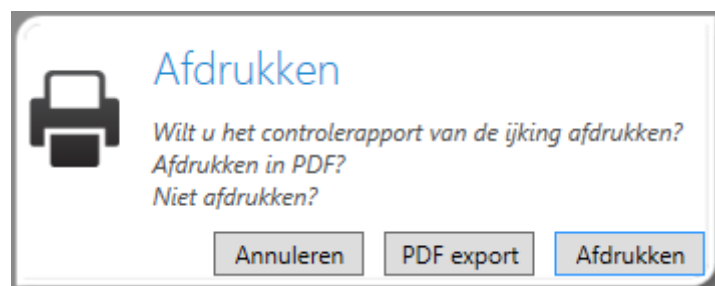 Afdrukken
Wilt u het controlerapport van de ijking afdrukken?
Afdrukken in PDF?
Niet afdrukken?
Annuleren PDF export Afdrukken